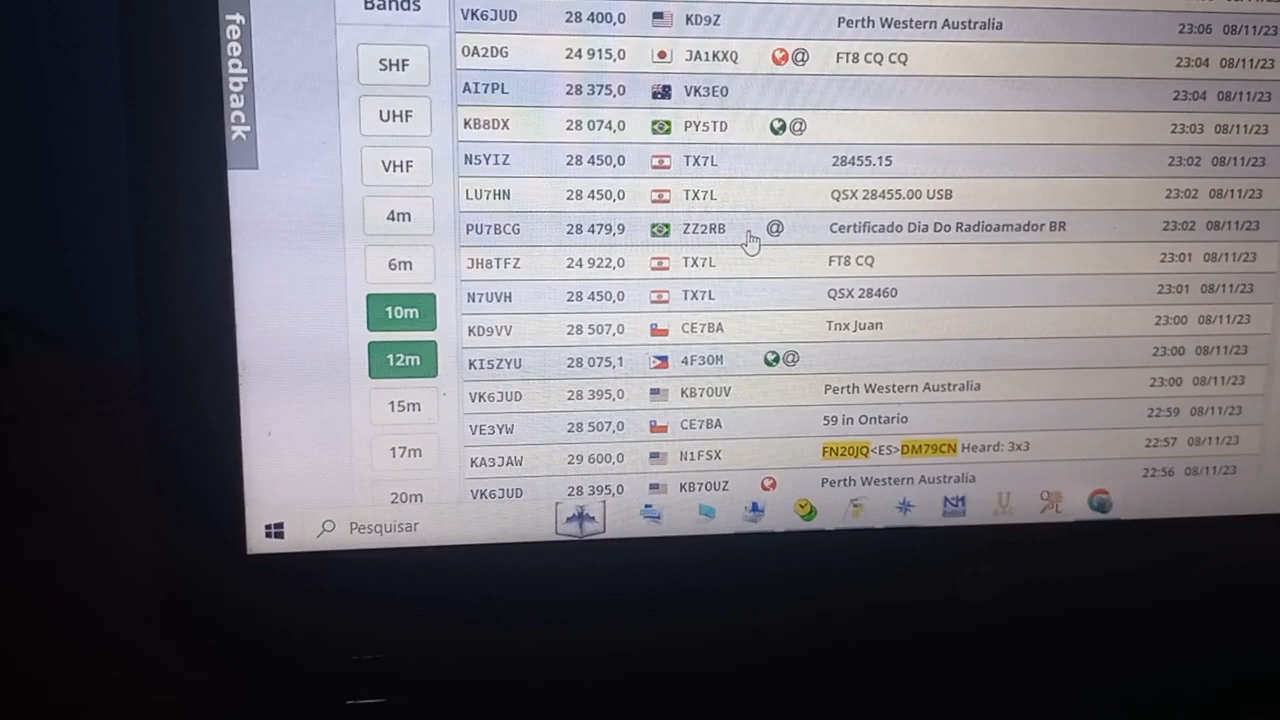 feedback
Bands
SHF
UHF
VHF
4m
6m
10m
12m
15m
17m
20m
VK6JUD 28 400,0 KD9Z Perth Western Australia 23:06 08/11/23
OA2DG 24 915,0 JA1KXQ @ FT8 CQ CQ 23:04 08/11/23
AI7PL 28 375,0 VK3EO 23:04 08/11/23
KB8DX 28 074,0 PY5TD @ 23:03 08/11/23
N5YIZ 28 450,0 TX7L 28455.15 23:02 08/11/23
LU7HN 28 450,0 TX7L QSX 28455.00 USB 23:02 08/11/23
PU7BCG 28 479,9 ZZ2RB @ Certificado Dia Do Radioamador BR 23:02 08/11/23
JH8TFZ 24 922,0 TX7L FT8 CQ 23:01 08/11/23
N7UVH 28 450,0 TX7L QSX 28460 23:01 08/11/23
KD9VV 28 507,0 CE7BA Tnx Juan 23:00 08/11/23
KI5ZYU 28 075,1 4F3OM @ 23:00 08/11/23
VK6JUD 28 395,0 KB7OUV Perth Western Australia 23:00 08/11/23
VE3YW 28 507,0 CE7BA 59 in Ontario 22:59 08/11/23
KA3JAW 29 600,0 N1FSX FN20JQ<ES>DM79CN Heard: 3x3 22:57 08/11/23
VK6JUD 28 395,0 KB7OUZ Perth Western Australia 22:56 08/11/23
Pesquisar